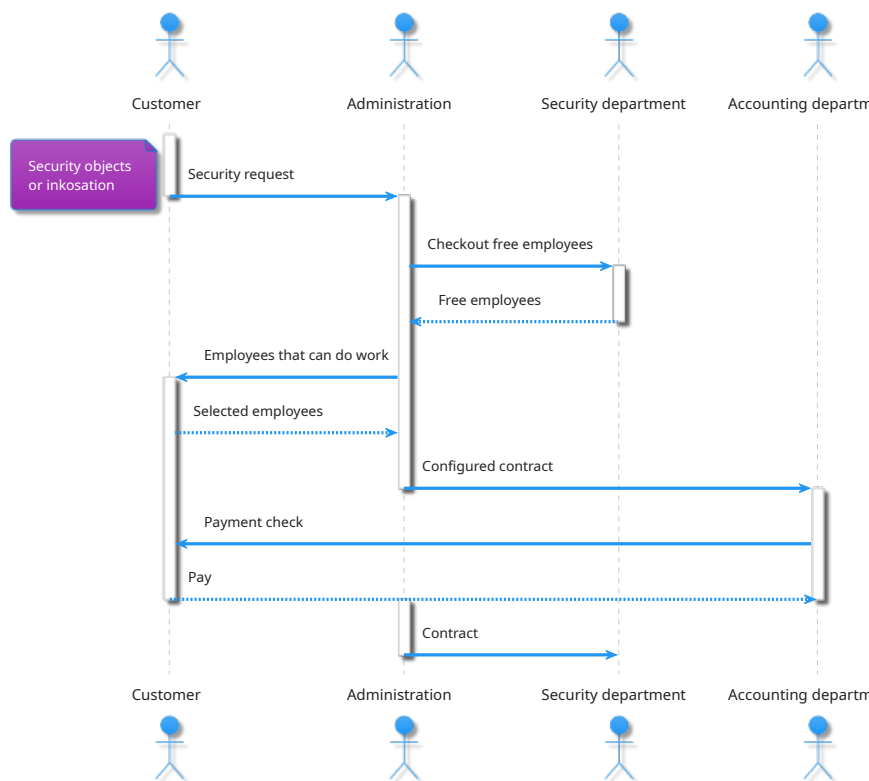 Customer
Administration
Security department
Accounting departm
Security objects
or inkosation
Security request
Checkout free employees
Free employees
Employees that can do work
Selected employees
Configured contract
Payment check
Pay
Contract
Customer
Administration
Security department
Accounting departm